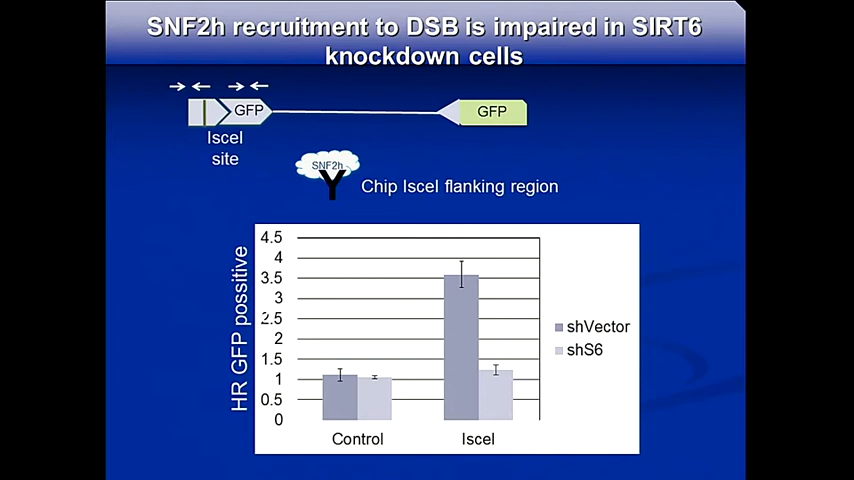 SNF2h recruitment to DSB is impaired in SIRT6
knockdown cells
GFP
GFP
IsceI
site
SNF2h
Y
Chip IsceI flanking region
HR GFP possitive
4.5
4
3.5
3
2.5
2
1.5
1
0.5
0
Control
IsceI
shVector
shS6